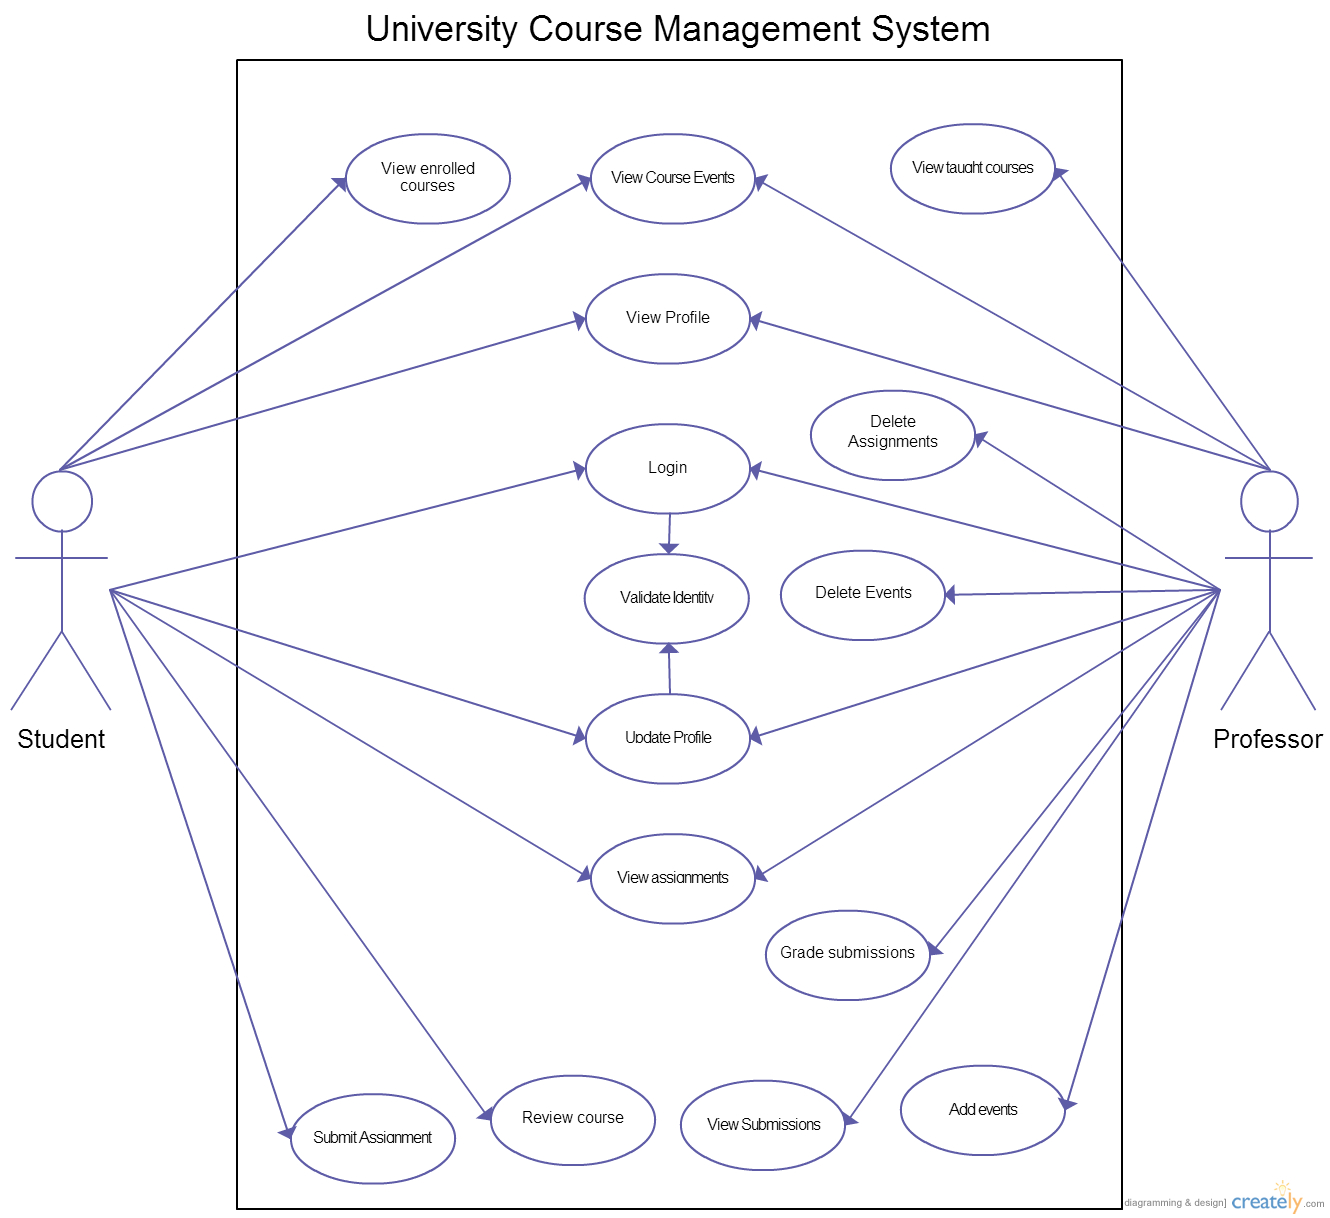 University Course Management System
View enrolled
courses
View Course Events
View taught courses
View Profile
Delete
Assignments
Login
Validate Identity
Delete Events
Student
Update Profile
Professor
View assignments
Grade submissions
Submit Assignment
Review course
View Submissions
Add events
diagramming & design] creately.com